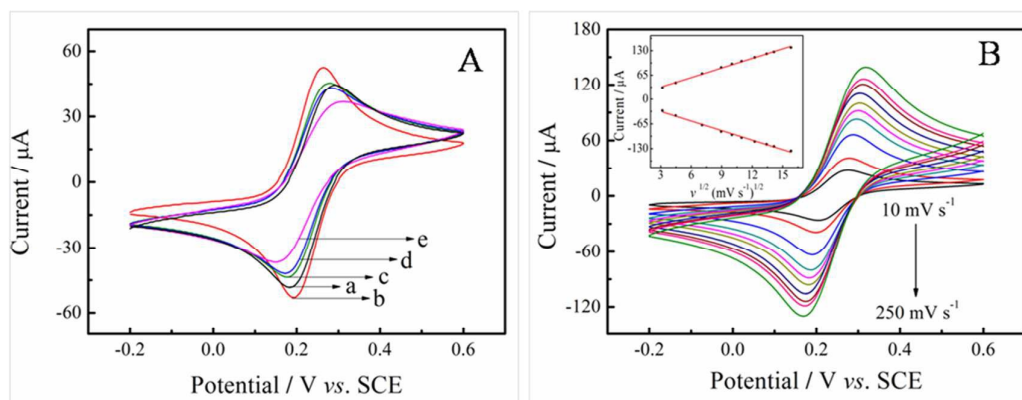 A
Current / μA
60
30
0
-30
-60
-0.2
0.0
0.2
0.4
0.6
Potential / V vs. SCE
e
d
c
a
b
B
Current / μA
180
120
60
0
-60
-120
-0.2
0.0
0.2
0.4
0.6
Potential / V vs. SCE
Current / μA
130
65
0
-65
-130
3
6
9
12
15
v 1/2 (mV s-1)1/2
10 mV s-1
250 mV s-1